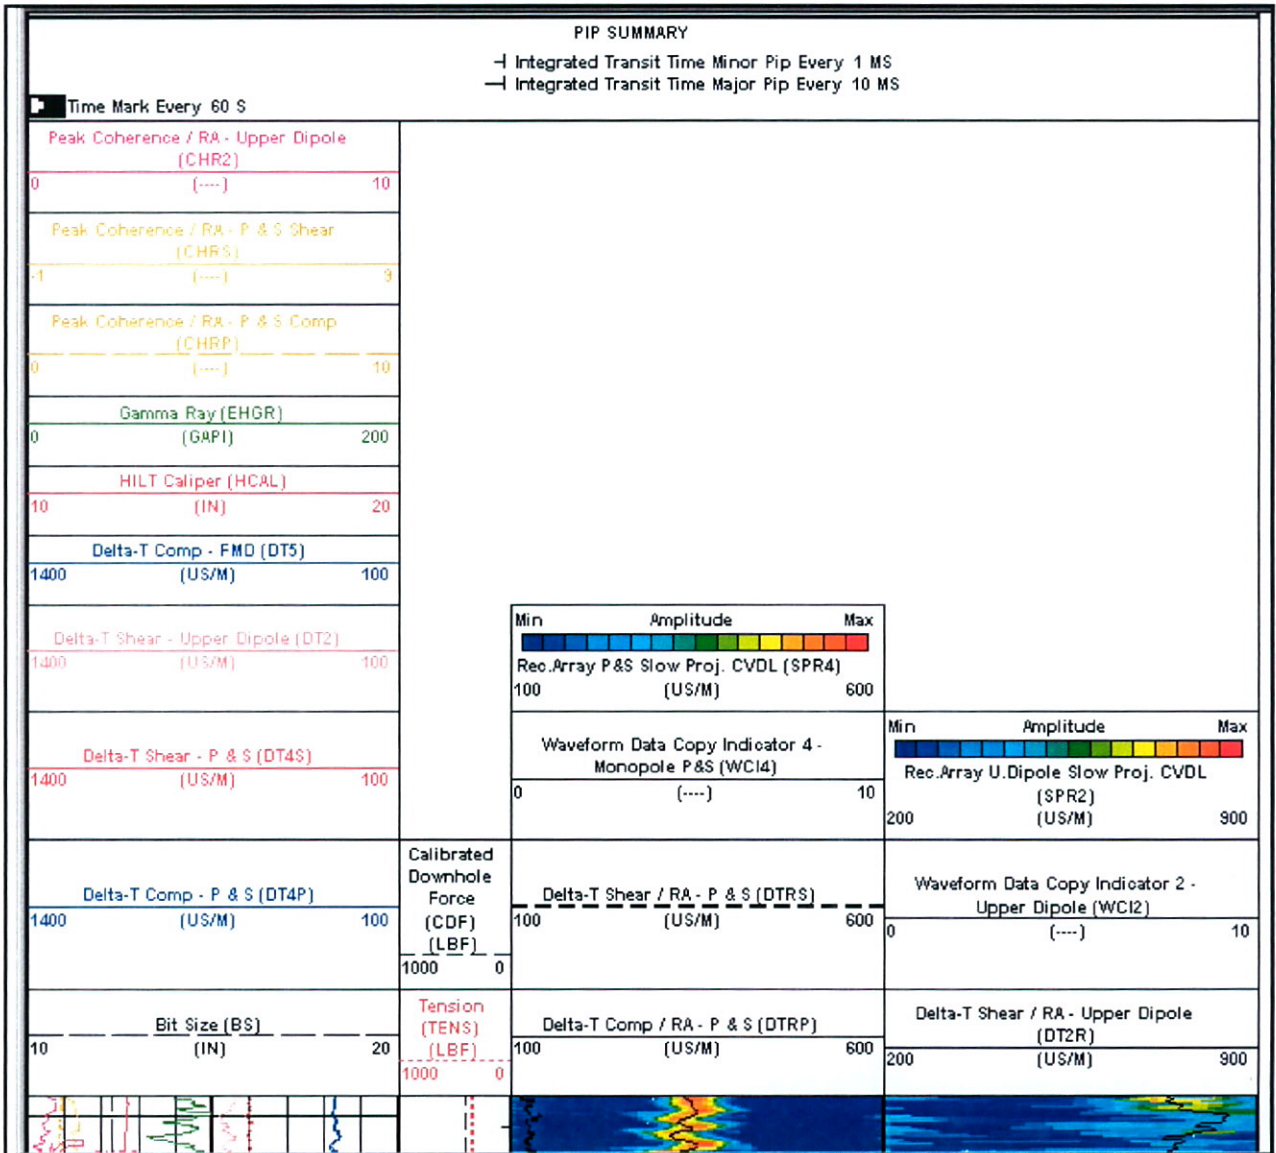 PIP SUMMARY
Integrated Transit Time Minor Pip Every 1 MS
Integrated Transit Time Major Pip Every 10 MS
Time Mark Every 60 S
Peak Coherence / RA - Upper Dipole
(CHR2)
0 (----) 10
Peak Coherence / RA - P & S Shear
(CHRS)
-1 (----) 9
Peak Coherence / RA - P & S Comp
(CHRP)
0 (----) 10
Gamma Ray (EHGR)
0 (GAPI) 200
HILT Caliper (HCAL)
10 (IN) 20
Delta-T Comp - FMD (DT5)
1400 (US/M) 100
Delta-T Shear - Upper Dipole (DT2)
1400 (US/M) 100
Delta-T Shear - P & S (DT4S)
1400 (US/M) 100
Delta-T Comp - P & S (DT4P)
1400 (US/M) 100
Bit Size (BS)
10 (IN) 20
Calibrated
Downhole
Force
(CDF)
(LBF)
1000 0
Tension
(TENS)
(LBF)
1000 0
Min Amplitude Max
Rec.Array P&S Slow Proj. CVDL (SPR4)
100 (US/M) 600
Waveform Data Copy Indicator 4 -
Monopole P&S (WCI4)
0 (----) 10
Delta-T Shear / RA - P & S (DTRS)
100 (US/M) 600
Delta-T Comp / RA - P & S (DTRP)
100 (US/M) 600
Min Amplitude Max
Rec.Array U.Dipole Slow Proj. CVDL
(SPR2)
200 (US/M) 900
Waveform Data Copy Indicator 2 -
Upper Dipole (WCI2)
0 (----) 10
Delta-T Shear / RA - Upper Dipole
(DT2R)
200 (US/M) 900